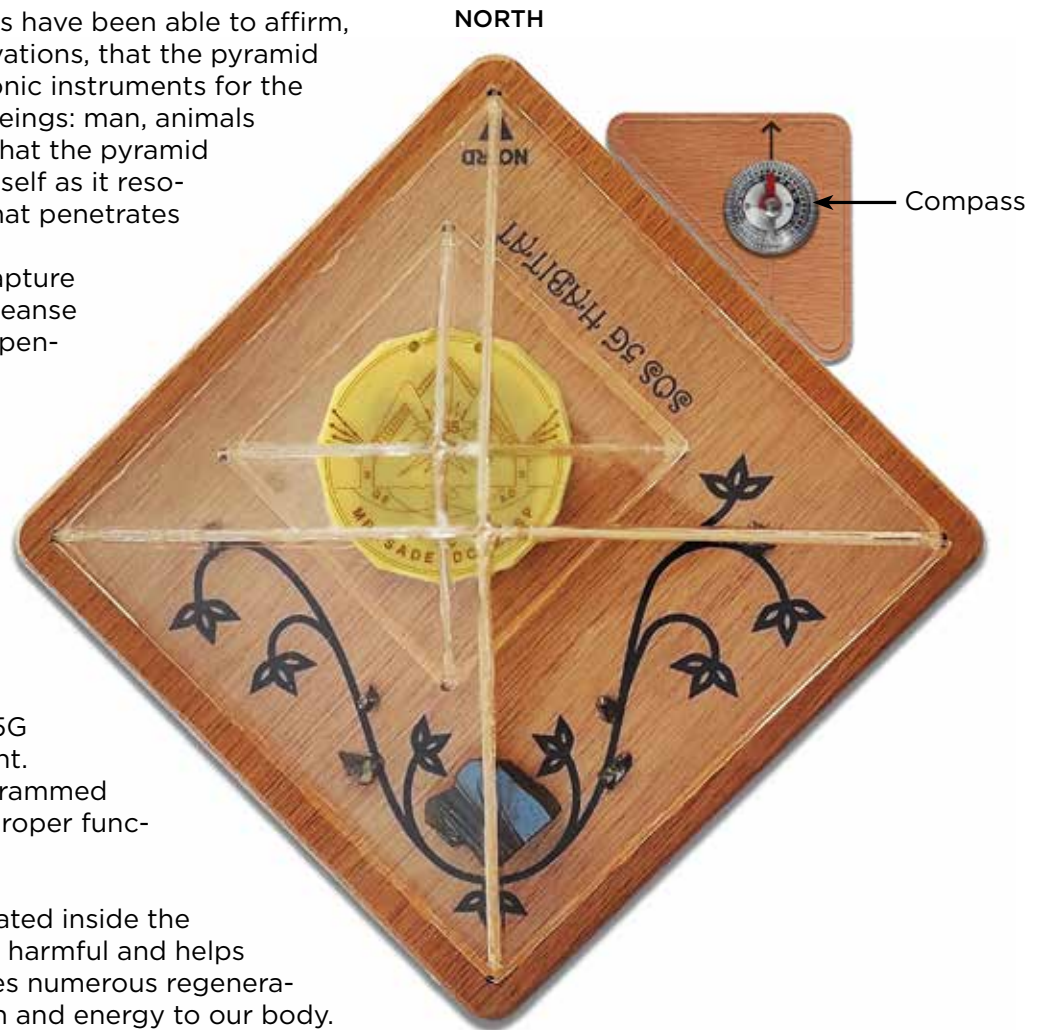 NORTH
s have been able to affirm,
vations, that the pyramid
onic instruments for the
eings: man, animals
hat the pyramid
self as it reso-
hat penetrates
apture
eanse
pen-
NORD
SOS 5G HABITAT
Compass
5G
nt.
rammed
roper func-
ated inside the
harmful and helps
es numerous regenera-
n and energy to our body.